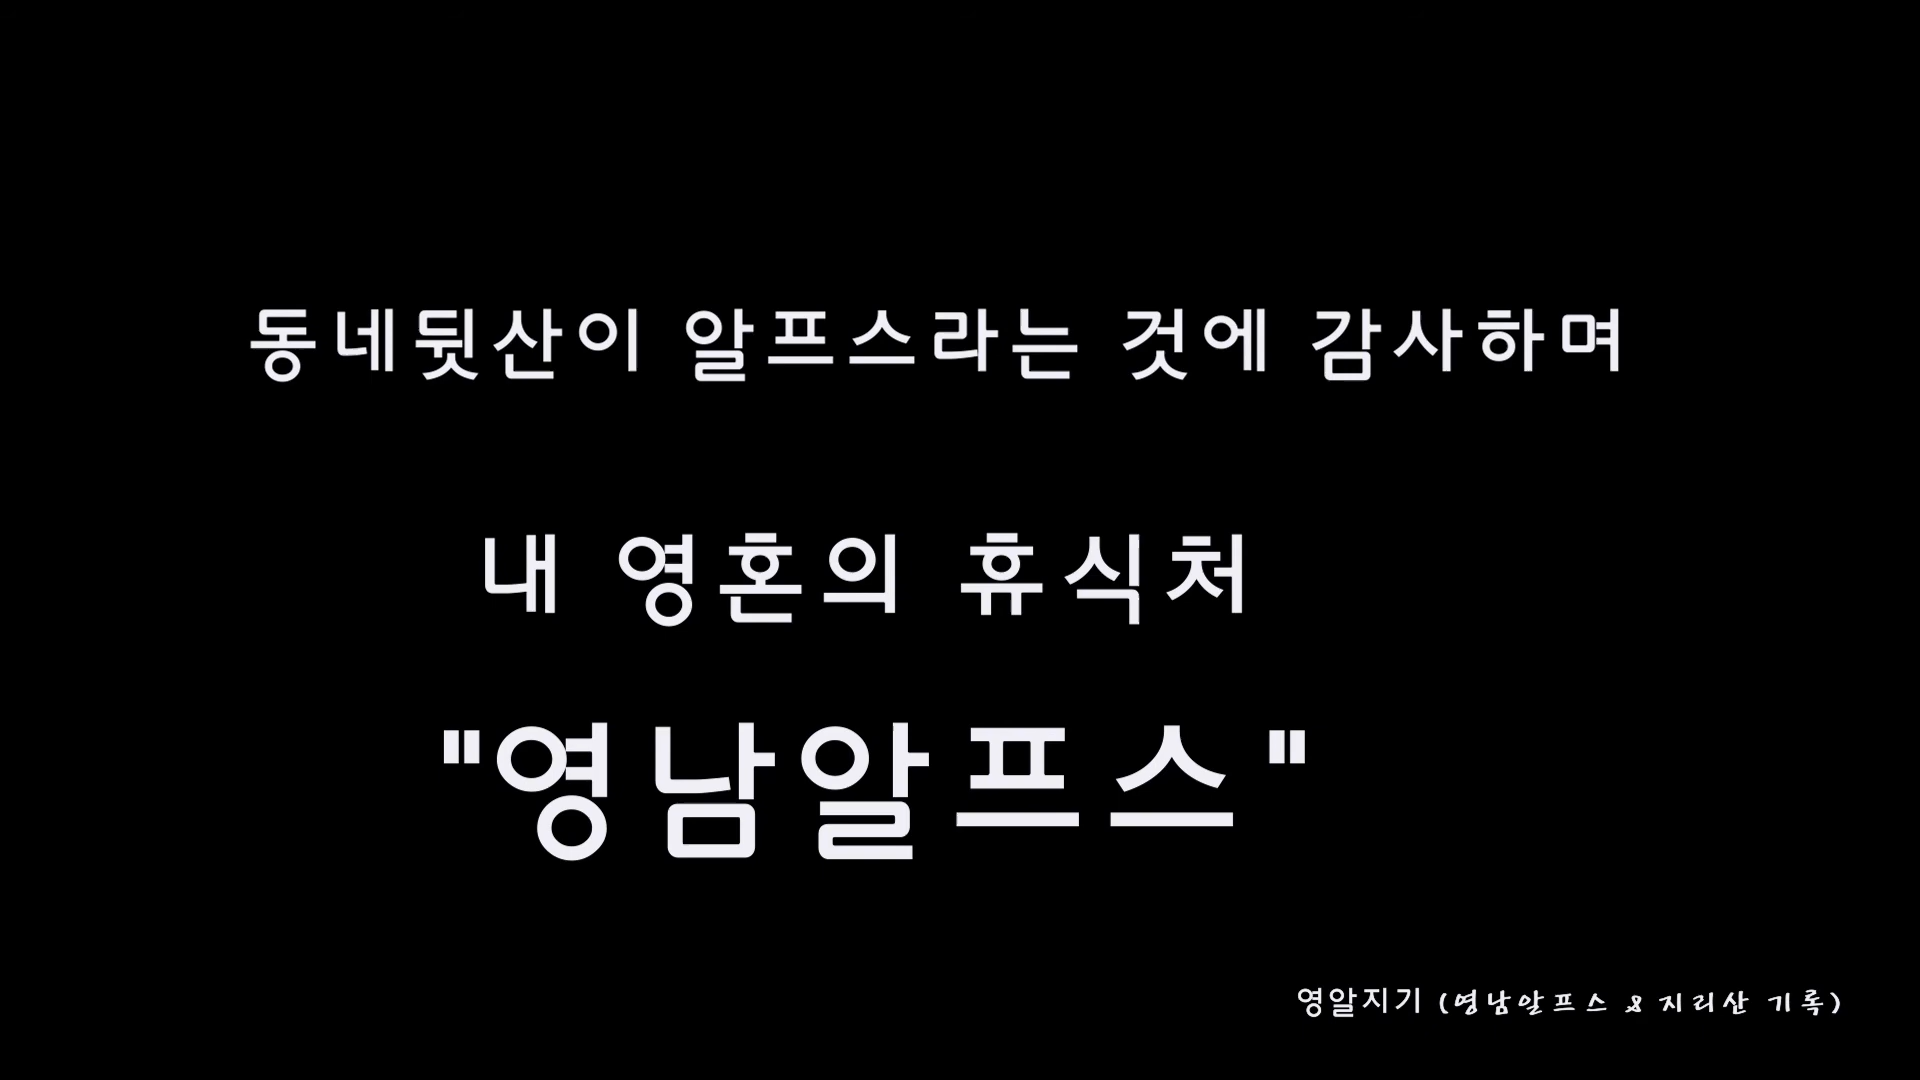 동네뒷산이 알프스라는 것에 감사하며
내 영혼의 휴식처
"영남알프스"
영알지기 (영남알프스 & 지리산 기록)